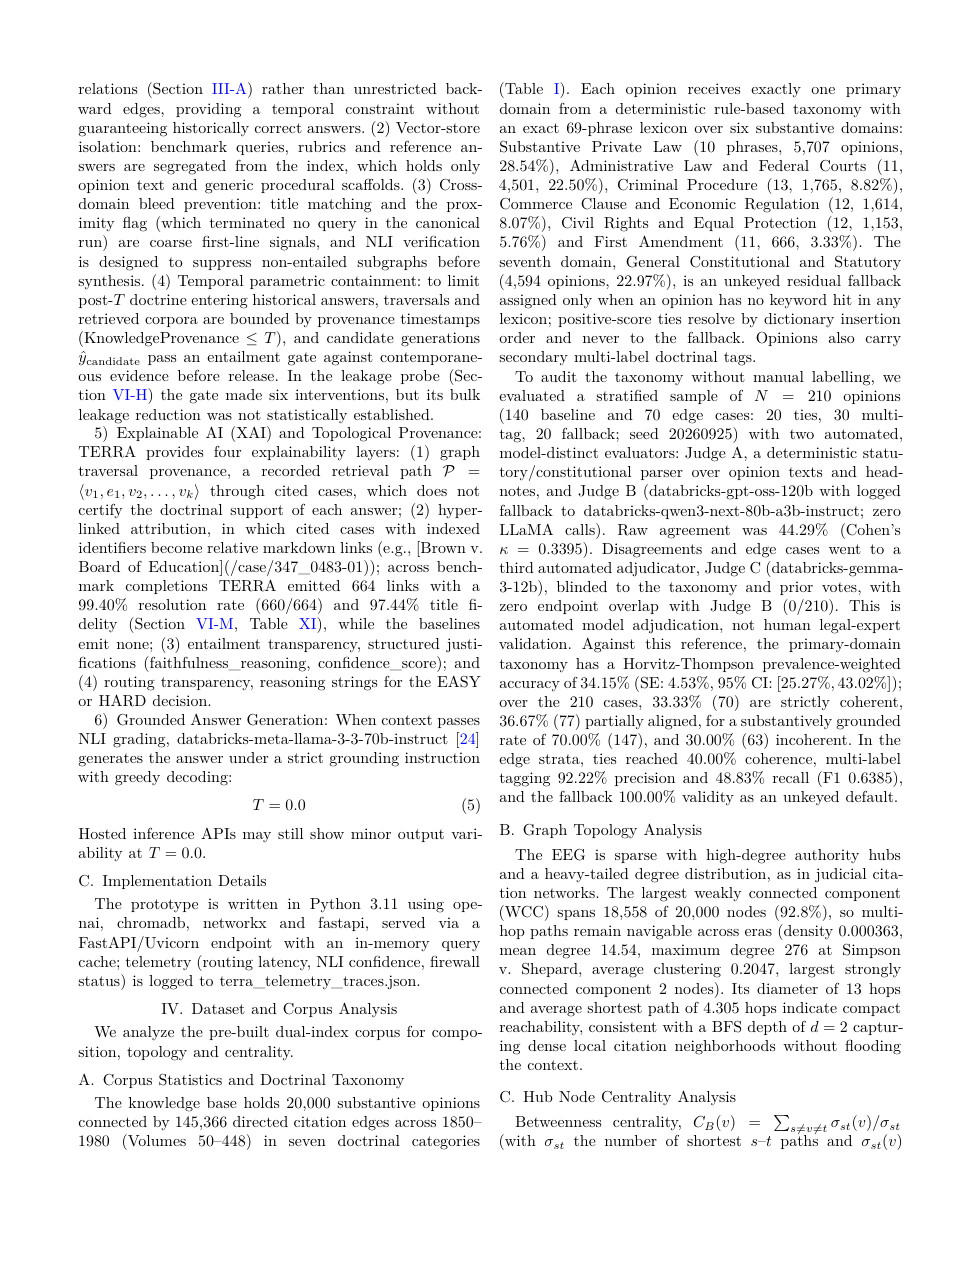 relations (Section III-A) rather than unrestricted back-
ward edges, providing a temporal constraint without
guaranteeing historically correct answers. (2) Vector-store
isolation: benchmark queries, rubrics and reference an-
swers are segregated from the index, which holds only
opinion text and generic procedural scaffolds. (3) Cross-
domain bleed prevention: title matching and the prox-
imity flag (which terminated no query in the canonical
run) are coarse first-line signals, and NLI verification
is designed to suppress non-entailed subgraphs before
synthesis. (4) Temporal parametric containment: to limit
post-T doctrine entering historical answers, traversals and
retrieved corpora are bounded by provenance timestamps
(KnowledgeProvenance ≤ T), and candidate generations
ŷcandidate pass an entailment gate against contemporane-
ous evidence before release. In the leakage probe (Sec-
tion VI-H) the gate made six interventions, but its bulk
leakage reduction was not statistically established.
5) Explainable AI (XAI) and Topological Provenance:
TERRA provides four explainability layers: (1) graph
traversal provenance, a recorded retrieval path P =
⟨v1, e1, v2, . . . , vk⟩ through cited cases, which does not
certify the doctrinal support of each answer; (2) hyper-
linked attribution, in which cited cases with indexed
identifiers become relative markdown links (e.g., [Brown v.
Board of Education](/case/347_0483-01)); across bench-
mark completions TERRA emitted 664 links with a
99.40% resolution rate (660/664) and 97.44% title fi-
delity (Section VI-M, Table XI), while the baselines
emit none; (3) entailment transparency, structured justi-
fications (faithfulness_reasoning, confidence_score); and
(4) routing transparency, reasoning strings for the EASY
or HARD decision.
6) Grounded Answer Generation: When context passes
NLI grading, databricks-meta-llama-3-3-70b-instruct [24]
generates the answer under a strict grounding instruction
with greedy decoding:
T = 0.0 (5)
Hosted inference APIs may still show minor output vari-
ability at T = 0.0.
C. Implementation Details
The prototype is written in Python 3.11 using ope-
nai, chromadb, networkx and fastapi, served via a
FastAPI/Uvicorn endpoint with an in-memory query
cache; telemetry (routing latency, NLI confidence, firewall
status) is logged to terra_telemetry_traces.json.
IV. Dataset and Corpus Analysis
We analyze the pre-built dual-index corpus for compo-
sition, topology and centrality.
A. Corpus Statistics and Doctrinal Taxonomy
The knowledge base holds 20,000 substantive opinions
connected by 145,366 directed citation edges across 1850–
1980 (Volumes 50–448) in seven doctrinal categories
(Table I). Each opinion receives exactly one primary
domain from a deterministic rule-based taxonomy with
an exact 69-phrase lexicon over six substantive domains:
Substantive Private Law (10 phrases, 5,707 opinions,
28.54%), Administrative Law and Federal Courts (11,
4,501, 22.50%), Criminal Procedure (13, 1,765, 8.82%),
Commerce Clause and Economic Regulation (12, 1,614,
8.07%), Civil Rights and Equal Protection (12, 1,153,
5.76%) and First Amendment (11, 666, 3.33%). The
seventh domain, General Constitutional and Statutory
(4,594 opinions, 22.97%), is an unkeyed residual fallback
assigned only when an opinion has no keyword hit in any
lexicon; positive-score ties resolve by dictionary insertion
order and never to the fallback. Opinions also carry
secondary multi-label doctrinal tags.
To audit the taxonomy without manual labelling, we
evaluated a stratified sample of N = 210 opinions
(140 baseline and 70 edge cases: 20 ties, 30 multi-
tag, 20 fallback; seed 20260925) with two automated,
model-distinct evaluators: Judge A, a deterministic statu-
tory/constitutional parser over opinion texts and head-
notes, and Judge B (databricks-gpt-oss-120b with logged
fallback to databricks-qwen3-next-80b-a3b-instruct; zero
LLaMA calls). Raw agreement was 44.29% (Cohen's
κ = 0.3395). Disagreements and edge cases went to a
third automated adjudicator, Judge C (databricks-gemma-
3-12b), blinded to the taxonomy and prior votes, with
zero endpoint overlap with Judge B (0/210). This is
automated model adjudication, not human legal-expert
validation. Against this reference, the primary-domain
taxonomy has a Horvitz-Thompson prevalence-weighted
accuracy of 34.15% (SE: 4.53%, 95% CI: [25.27%, 43.02%]);
over the 210 cases, 33.33% (70) are strictly coherent,
36.67% (77) partially aligned, for a substantively grounded
rate of 70.00% (147), and 30.00% (63) incoherent. In the
edge strata, ties reached 40.00% coherence, multi-label
tagging 92.22% precision and 48.83% recall (F1 0.6385),
and the fallback 100.00% validity as an unkeyed default.
B. Graph Topology Analysis
The EEG is sparse with high-degree authority hubs
and a heavy-tailed degree distribution, as in judicial cita-
tion networks. The largest weakly connected component
(WCC) spans 18,558 of 20,000 nodes (92.8%), so multi-
hop paths remain navigable across eras (density 0.000363,
mean degree 14.54, maximum degree 276 at Simpson
v. Shepard, average clustering 0.2047, largest strongly
connected component 2 nodes). Its diameter of 13 hops
and average shortest path of 4.305 hops indicate compact
reachability, consistent with a BFS depth of d = 2 captur-
ing dense local citation neighborhoods without flooding
the context.
C. Hub Node Centrality Analysis
Betweenness centrality, CB(v) = ∑s≠v≠t σst(v)/σst
(with σst the number of shortest s–t paths and σst(v)